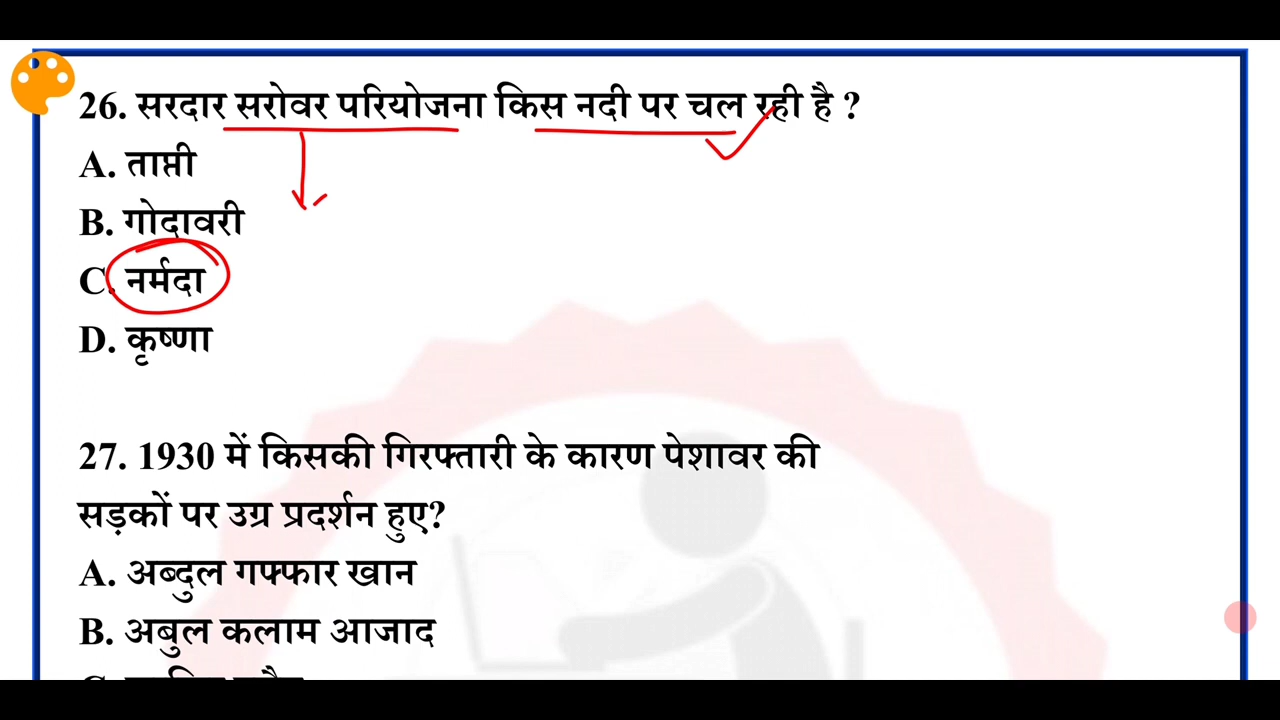 26. सरदार सरोवर परियोजना किस नदी पर चल रही है ?
A. ताप्ती
B. गोदावरी
C. नर्मदा
D. कृष्णा
27. 1930 में किसकी गिरफ्तारी के कारण पेशावर की
सड़कों पर उग्र प्रदर्शन हुए?
A. अब्दुल गफ्फार खान
B. अबुल कलाम आजाद